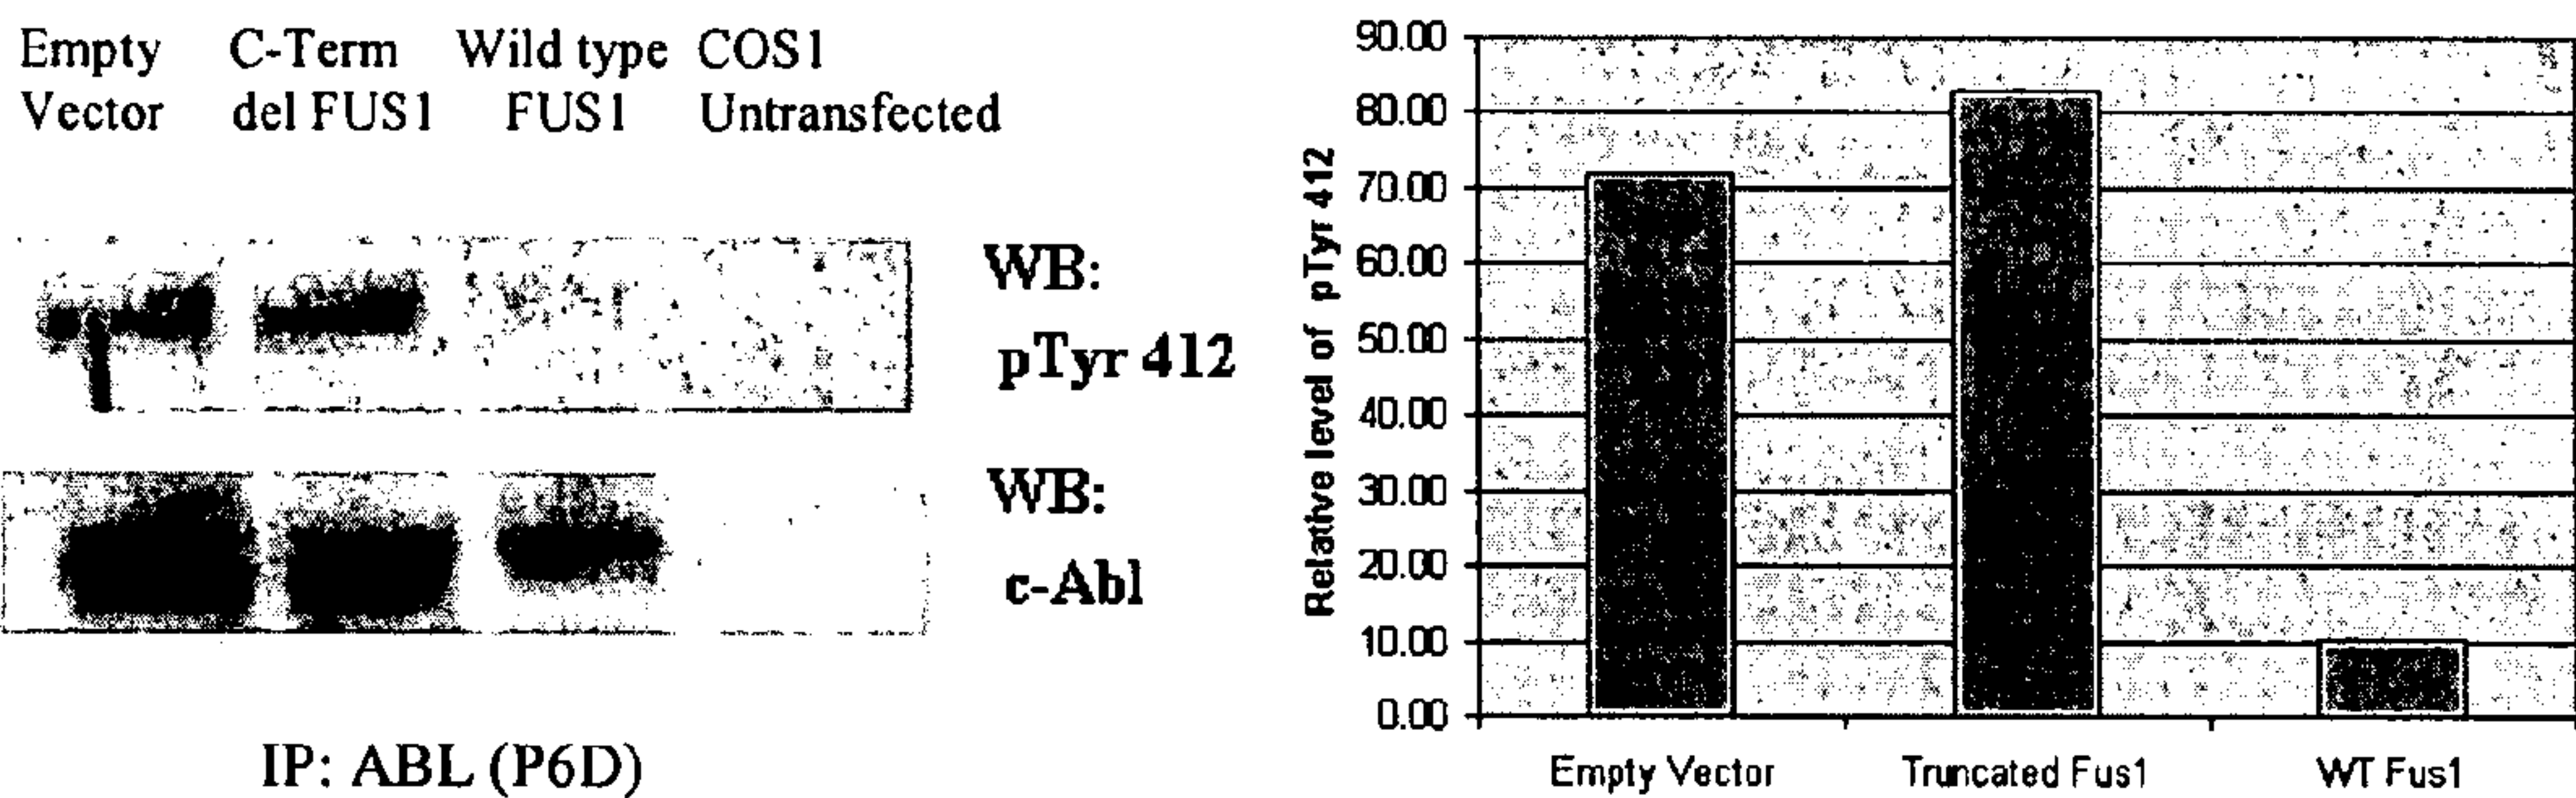 Empty Vector
C-Term del FUS1
Wild type FUS1
COS1 Untransfected
WB:
pTyr 412
WB:
c-Abl
IP: ABL (P6D)
Relative level of pTyr 412
90.00
80.00
70.00
60.00
50.00
40.00
30.00
20.00
10.00
0.00
Empty Vector
Truncated Fus1
WT Fus1